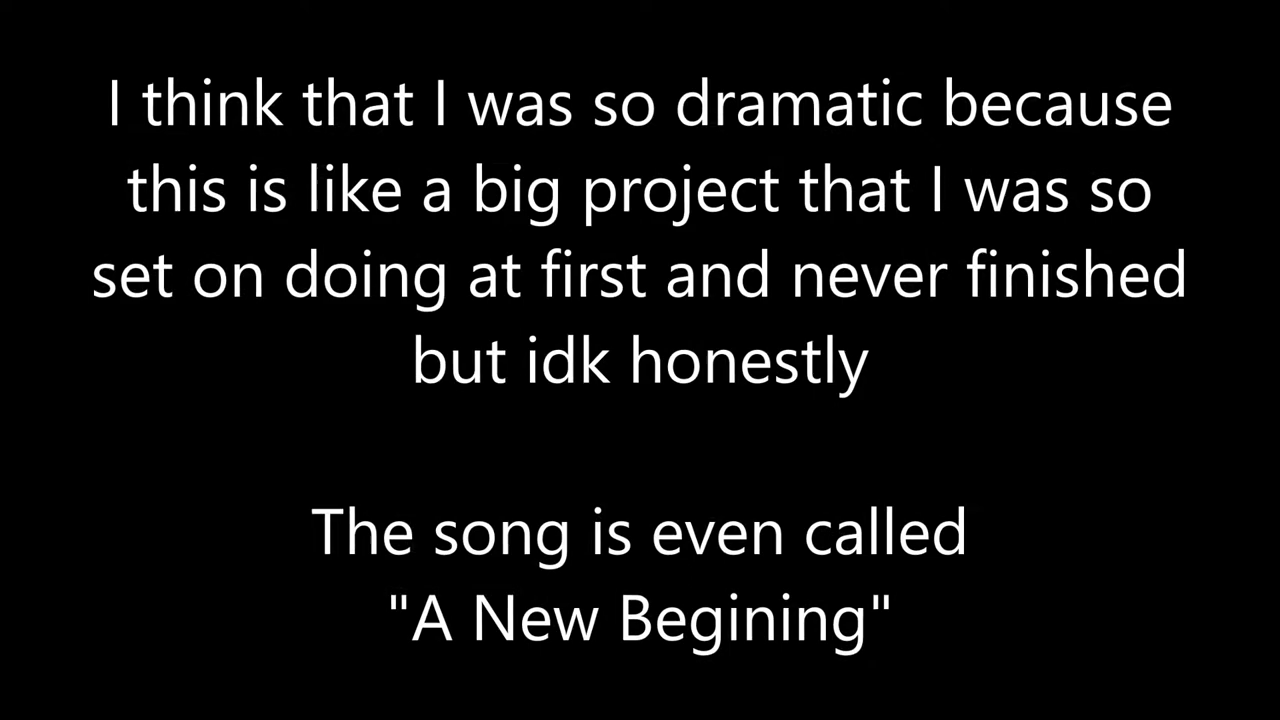 I think that I was so dramatic because
this is like a big project that I was so
set on doing at first and never finished
but idk honestly
The song is even called
"A New Begining"